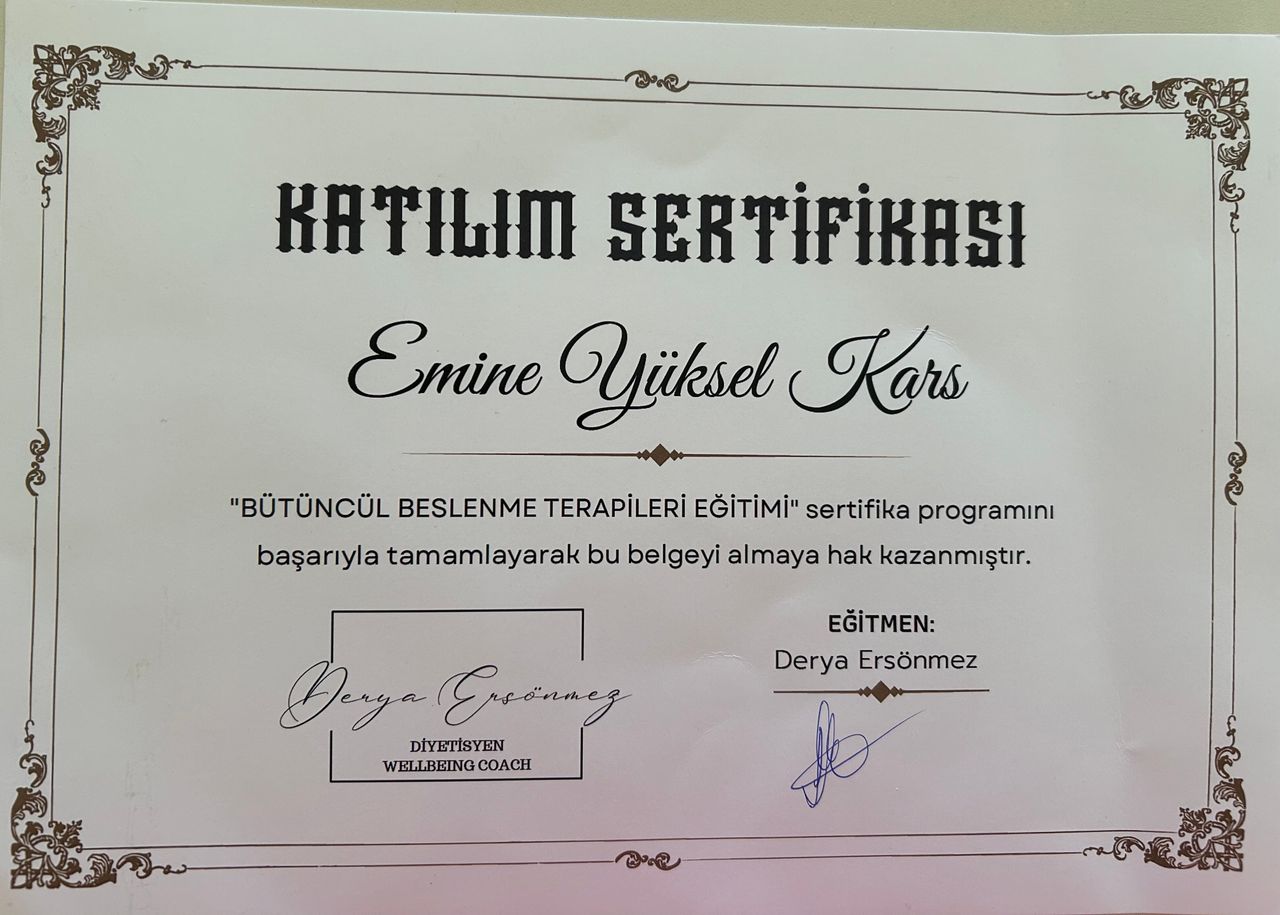 KATILIM SERTİFİKASI
Emine Yüksel Kars
"BÜTÜNCÜL BESLENME TERAPİLERİ EĞİTİMİ" sertifika programını
başarıyla tamamlayarak bu belgeyi almaya hak kazanmıştır.
Derya Ersönmez
DİYETİSYEN
WELLBEING COACH
EĞİTMEN:
Derya Ersönmez